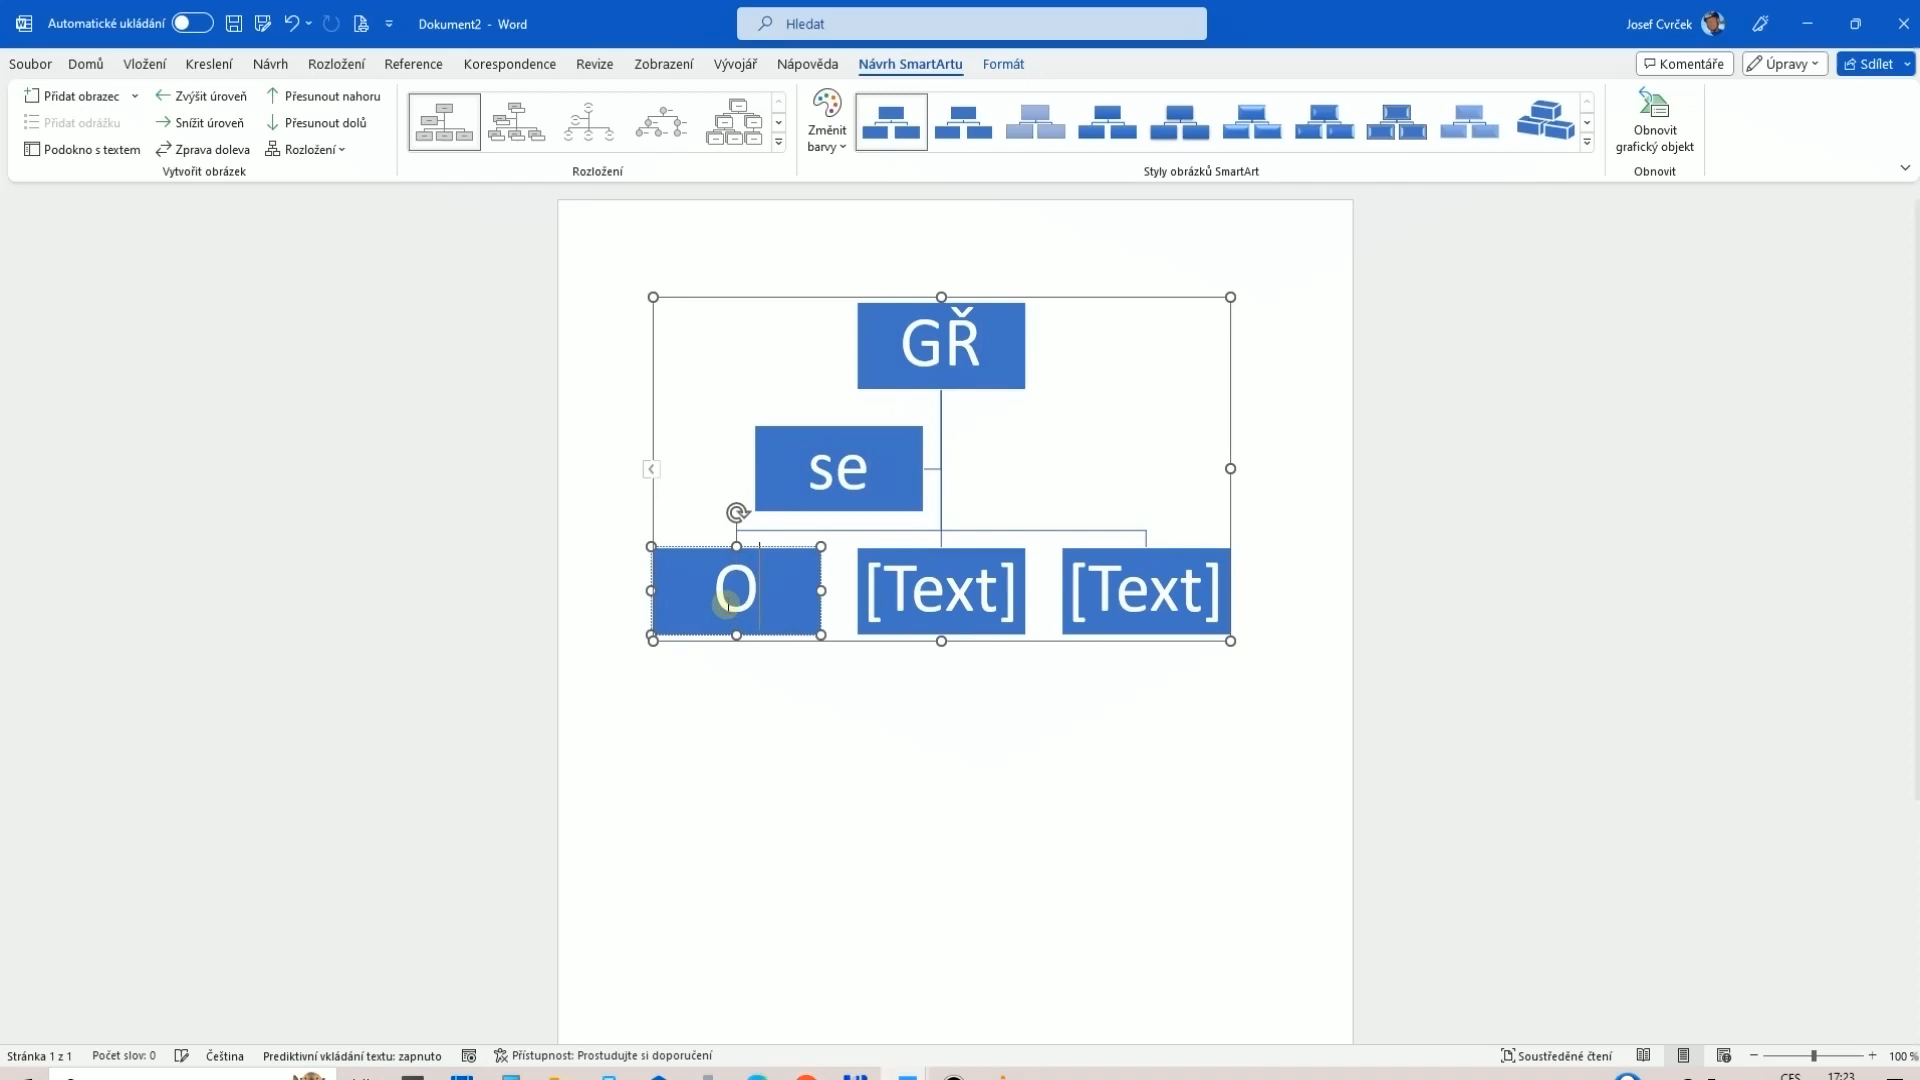 Automatické ukládání
Dokument2 - Word
Hledat
Josef Cvrček
Soubor Domů Vložení Kreslení Návrh Rozložení Reference Korespondence Revize Zobrazení Vývojář Nápověda Návrh SmartArtu Formát
Komentáře Úpravy Sdílet
Přidat obrazec Zvýšit úroveň Přesunout nahoru
Přidat odrážku Snížit úroveň Přesunout dolů
Podokno s textem Zprava doleva Rozložení
Vytvořit obrázek
Rozložení
Změnit
barvy
Styly obrázků SmartArt
Obnovit
grafický objekt
Obnovit
GŘ
se
O [Text] [Text]
Stránka 1 z 1 Počet slov: 0 Čeština Prediktivní vkládání textu: zapnuto Přístupnost: Prostudujte si doporučení Soustředěné čtení 100 %
CES 17:23